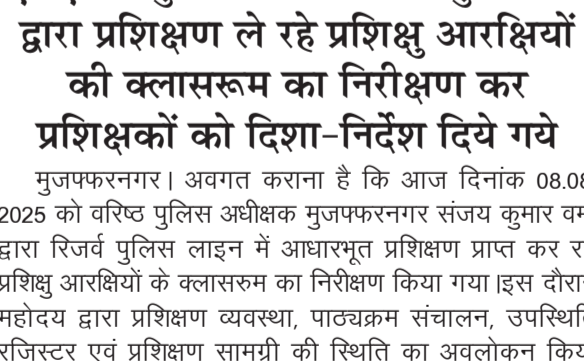 द्वारा प्रशिक्षण ले रहे प्रशिक्षु आरक्षियों
की क्लासरूम का निरीक्षण कर
प्रशिक्षकों को दिशा-निर्देश दिये गये
मुजफ्फरनगर। अवगत कराना है कि आज दिनांक 08.08
2025 को वरिष्ठ पुलिस अधीक्षक मुजफ्फरनगर संजय कुमार
द्वारा रिजर्व पुलिस लाइन में आधारभूत प्रशिक्षण प्राप्त कर
प्रशिक्षु आरक्षियों के क्लासरुम का निरीक्षण किया गया।इस
महोदय द्वारा प्रशिक्षण व्यवस्था, पाठ्यक्रम संचालन,
रजिस्टर एवं प्रशिक्षण सामग्री की स्थिति का अवलोकन